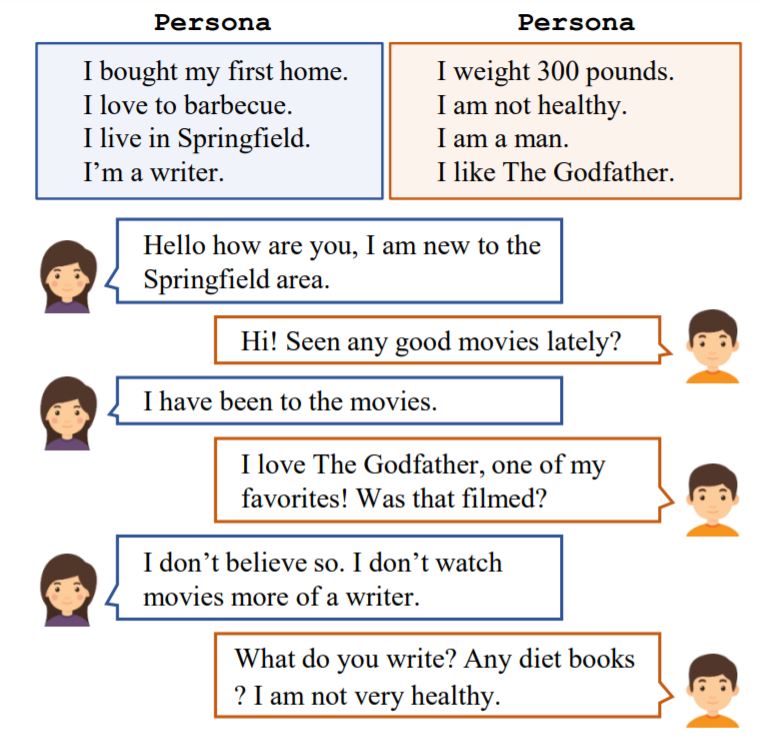 Persona
Persona
I bought my first home.
I love to barbecue.
I live in Springfield.
I’m a writer.
I weight 300 pounds.
I am not healthy.
I am a man.
I like The Godfather.
Hello how are you, I am new to the
Springfield area.
Hi! Seen any good movies lately?
I have been to the movies.
I love The Godfather, one of my
favorites! Was that filmed?
I don’t believe so. I don’t watch
movies more of a writer.
What do you write? Any diet books
? I am not very healthy.